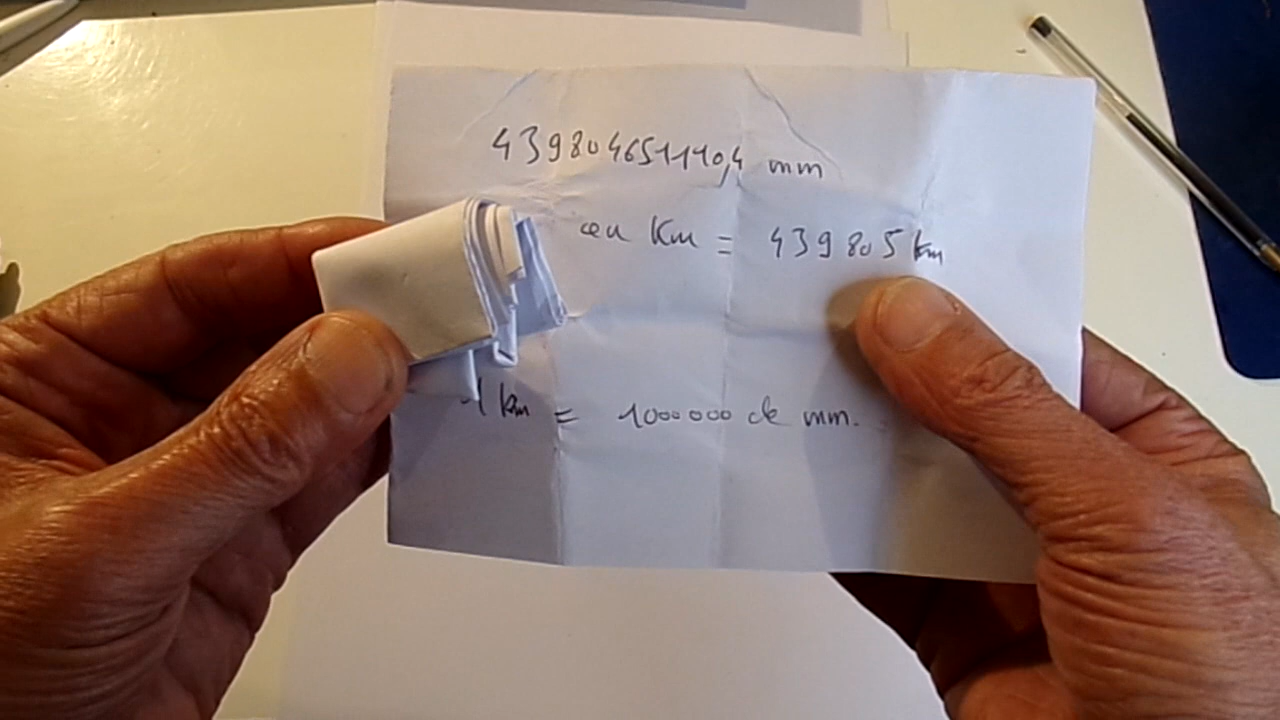 439804651110,4 mm
en Km = 439805 km
1 km = 1000000 de mm.